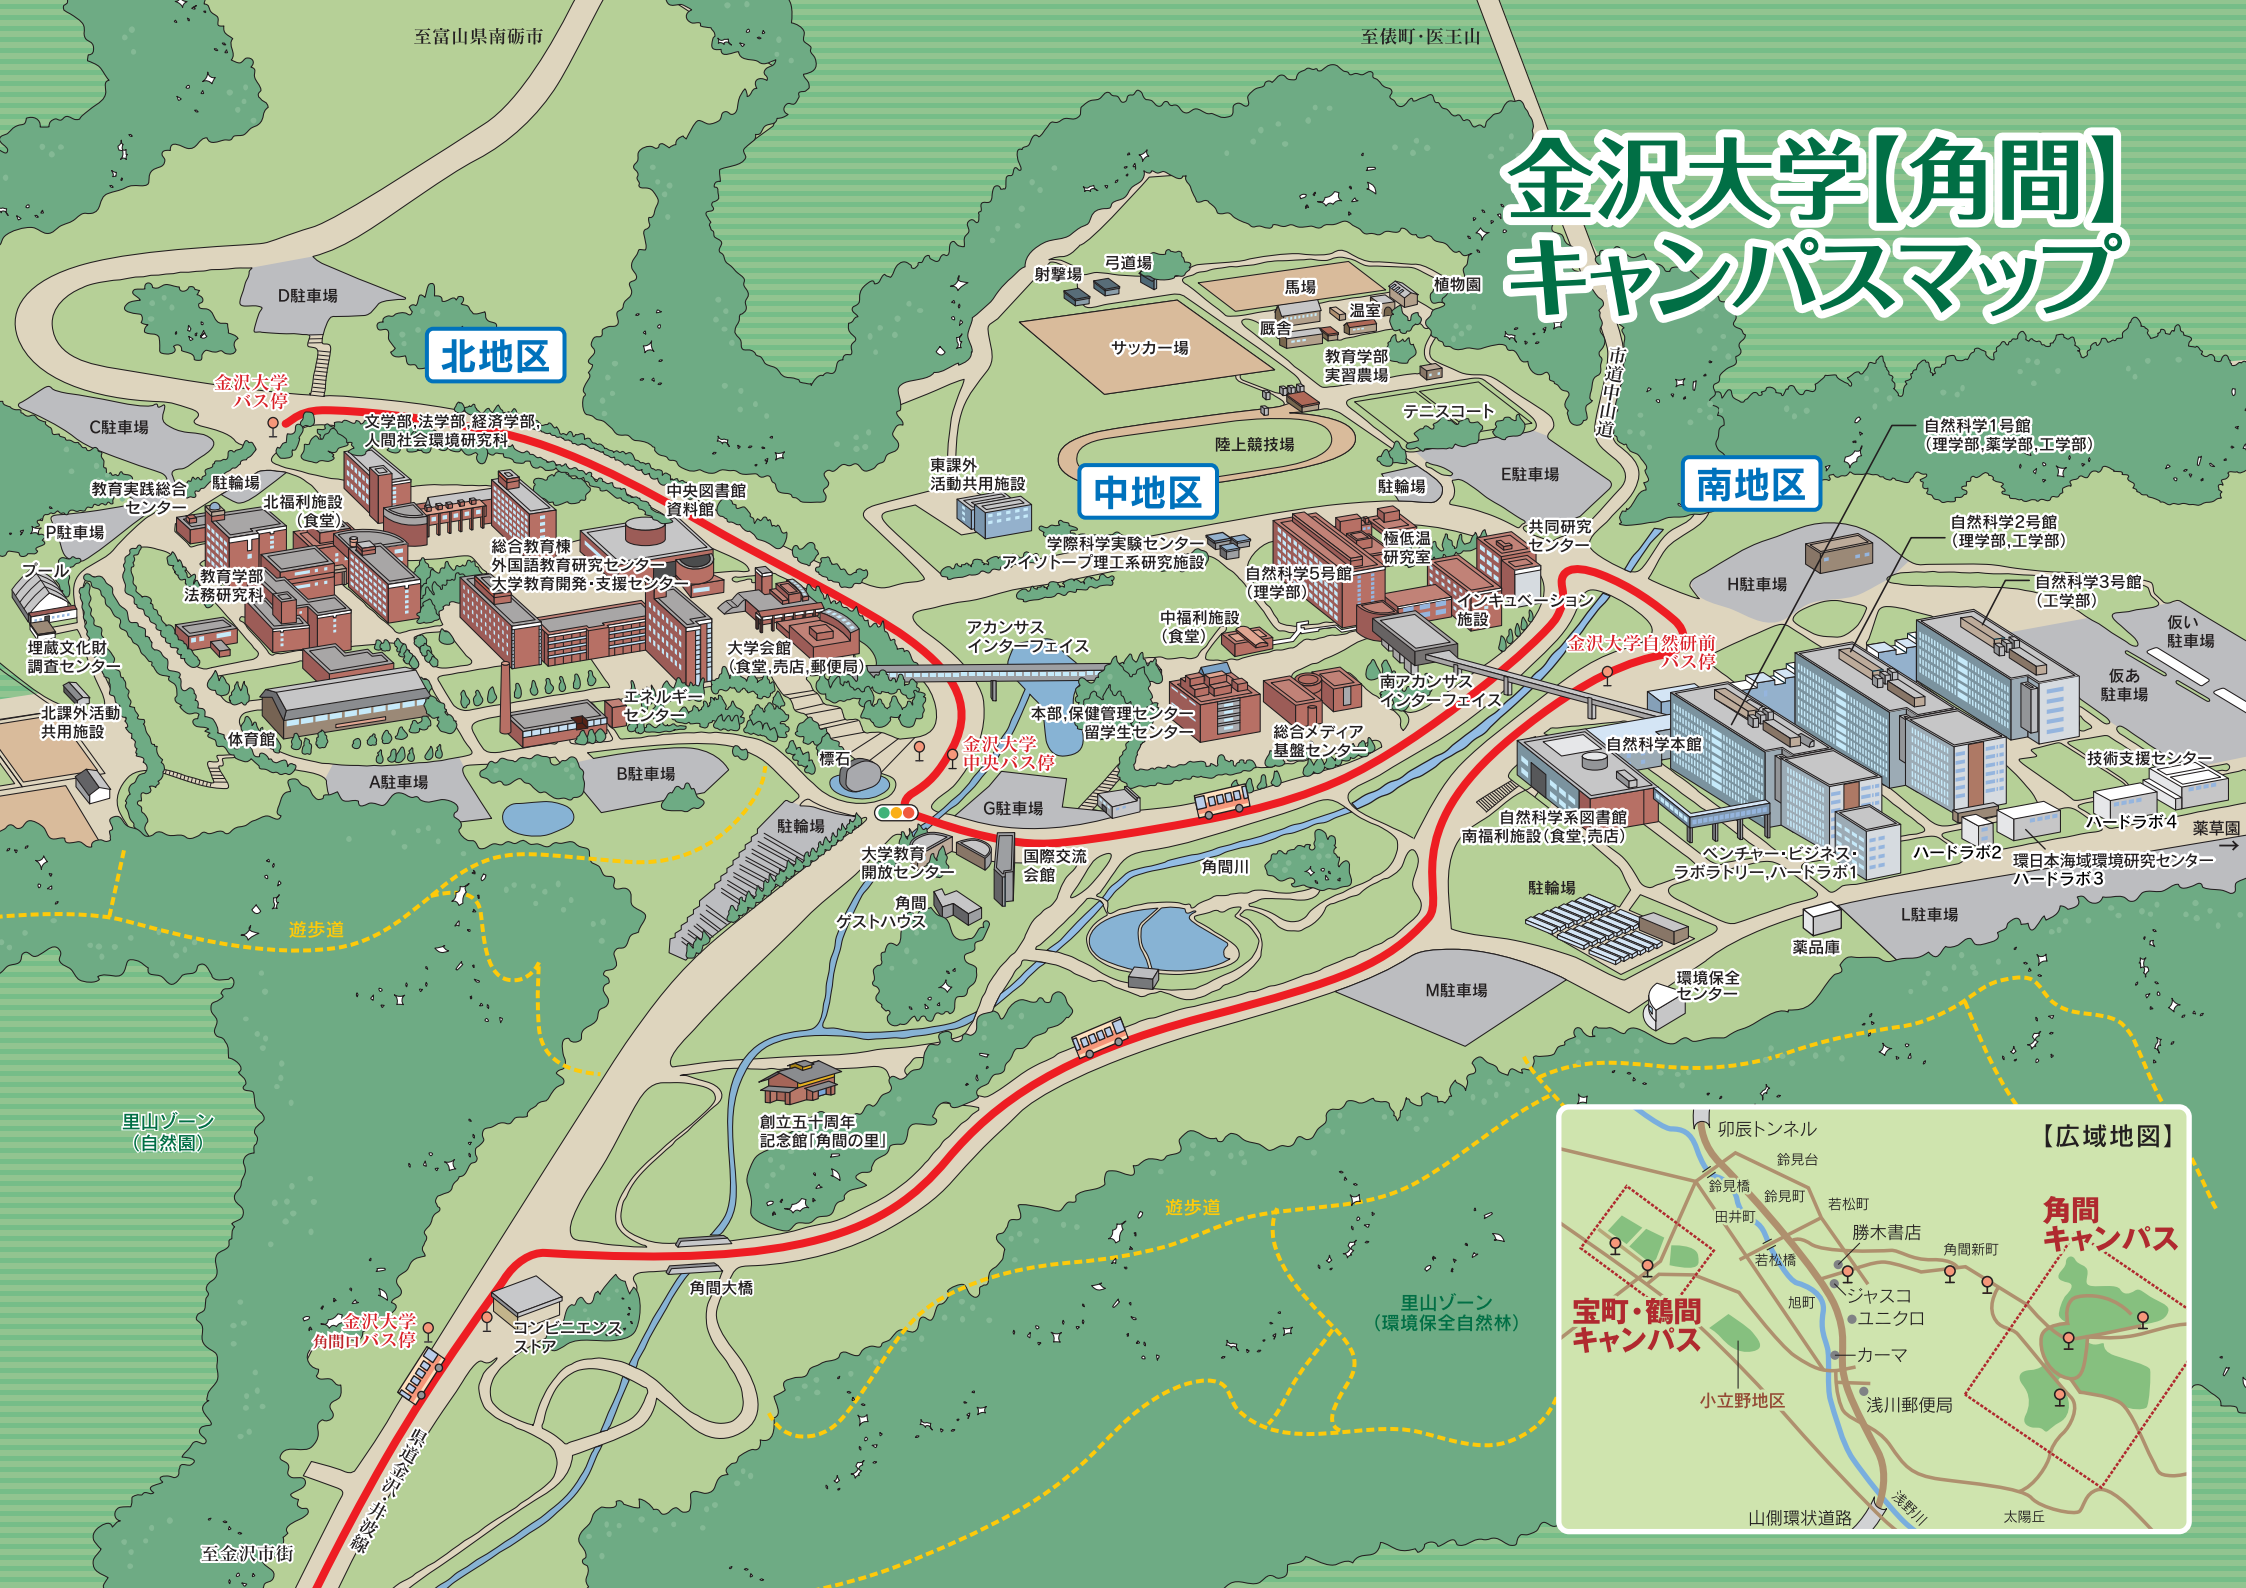 金沢大学【角間】
キャンパスマップ
至富山県南砺市
至俵町・医王山
市道中山道
北地区
中地区
南地区
D駐車場
C駐車場
金沢大学
バス停
文学部,法学部,経済学部,
人間社会環境研究科
教育実践総合
センター
駐輪場
北福利施設
(食堂)
P駐車場
プール
教育学部
法務研究科
中央図書館
資料館
総合教育棟
外国語教育研究センター
大学教育開発・支援センター
埋蔵文化財
調査センター
北課外活動
共用施設
体育館
エネルギー
センター
大学会館
(食堂,売店,郵便局)
A駐車場
B駐車場
標石
駐輪場
射撃場
弓道場
馬場
植物園
温室
厩舎
サッカー場
教育学部
実習農場
テニスコート
陸上競技場
東課外
活動共用施設
駐輪場
E駐車場
学際科学実験センター
アイソトープ理工系研究施設
極低温
研究室
共同研究
センター
自然科学5号館
(理学部)
インキュベーション
施設
中福利施設
(食堂)
アカンサス
インターフェイス
本部,保健管理センター
留学生センター
南アカンサス
インターフェイス
総合メディア
基盤センター
金沢大学
中央バス停
G駐車場
金沢大学自然研前
バス停
自然科学1号館
(理学部,薬学部,工学部)
自然科学2号館
(理学部,工学部)
自然科学3号館
(工学部)
H駐車場
仮い
駐車場
仮あ
駐車場
自然科学本館
技術支援センター
自然科学系図書館
南福利施設(食堂,売店)
ハードラボ4
薬草園
→
ベンチャー・ビジネス・
ラボラトリー,ハードラボ1
ハードラボ2
環日本海域環境研究センター
ハードラボ3
駐輪場
L駐車場
薬品庫
環境保全
センター
M駐車場
大学教育
開放センター
国際交流
会館
角間
ゲストハウス
角間川
遊歩道
里山ゾーン
(自然園)
創立五十周年
記念館「角間の里」
角間大橋
コンビニエンス
ストア
金沢大学
角間口バス停
県道金沢・井波線
至金沢市街
遊歩道
里山ゾーン
(環境保全自然林)
【広域地図】
卯辰トンネル
鈴見台
鈴見橋
鈴見町
若松町
田井町
勝木書店
角間
キャンパス
若松橋
角間新町
旭町
ジャスコ
宝町・鶴間
キャンパス
ユニクロ
カーマ
小立野地区
浅川郵便局
浅野川
山側環状道路
太陽丘